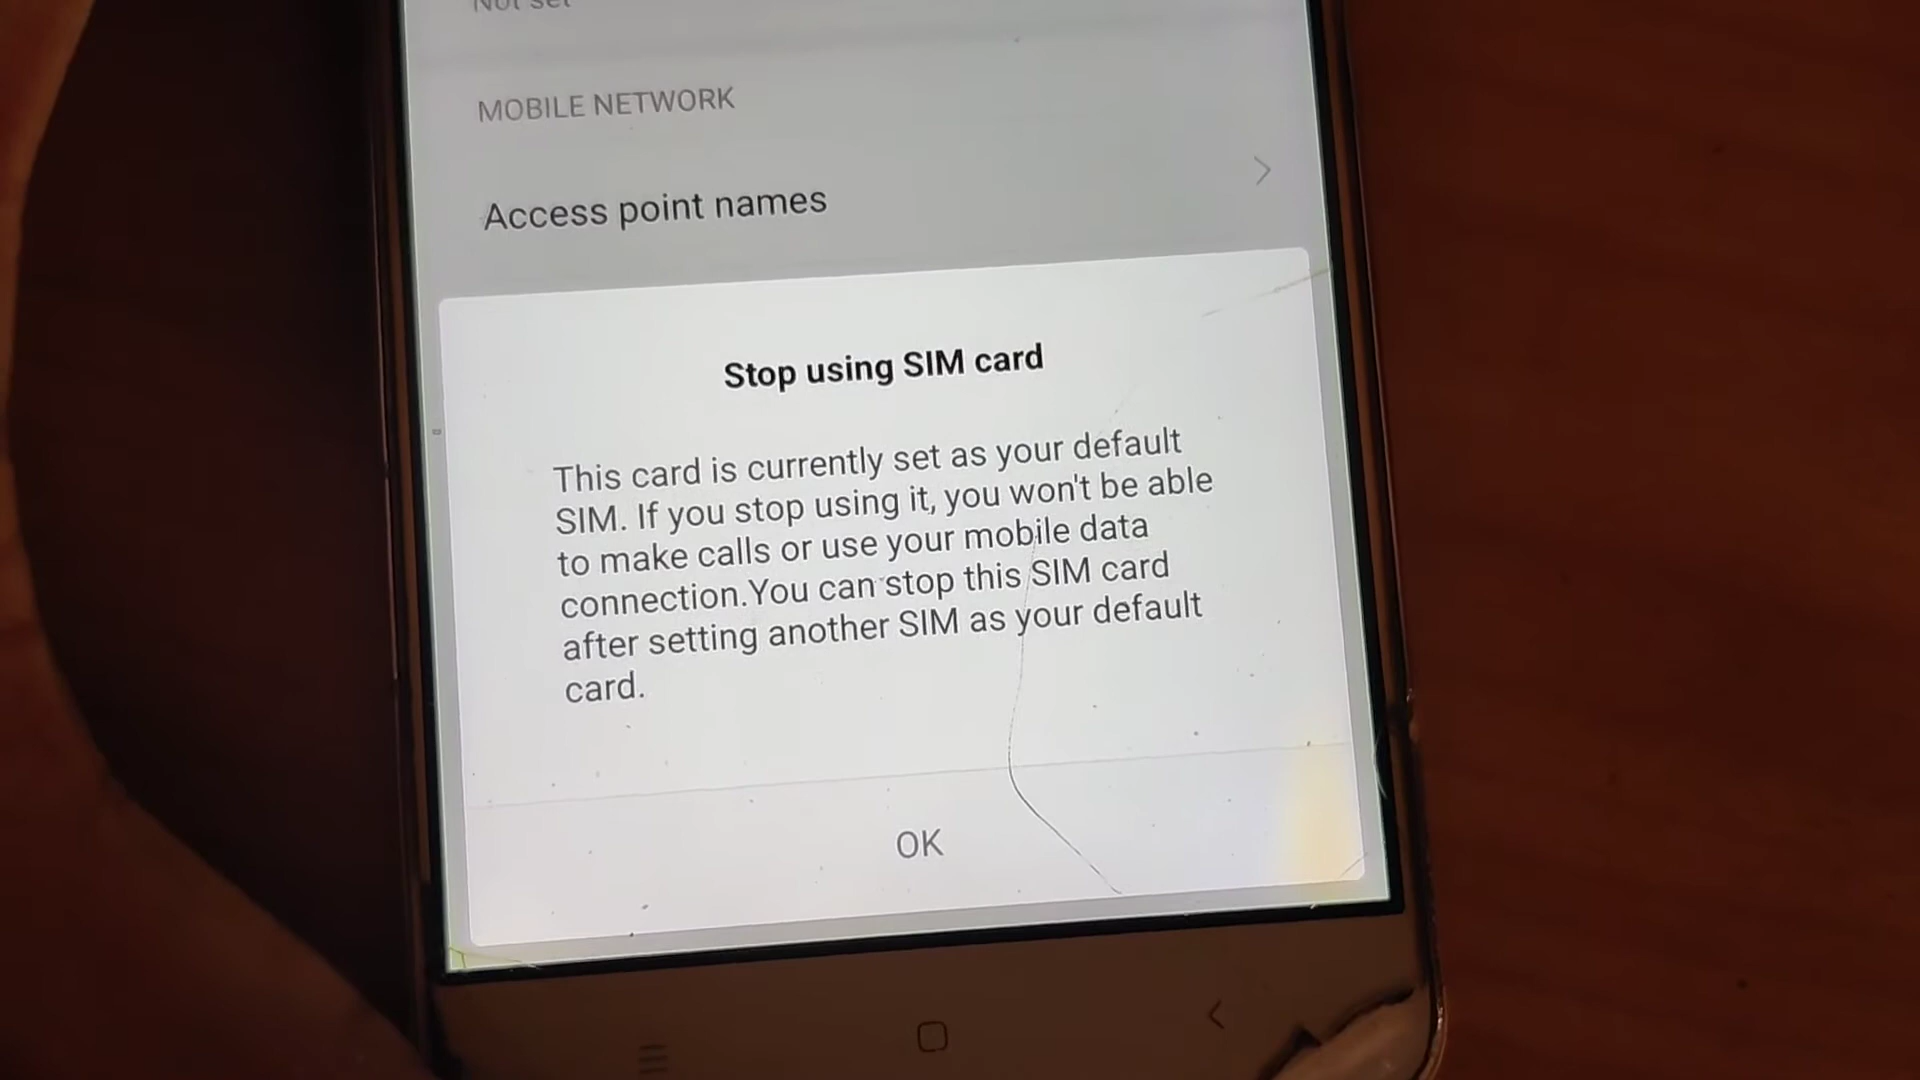 Not set
MOBILE NETWORK
Access point names
Stop using SIM card
This card is currently set as your default
SIM. If you stop using it, you won't be able
to make calls or use your mobile data
connection.You can stop this SIM card
after setting another SIM as your default
card.
OK